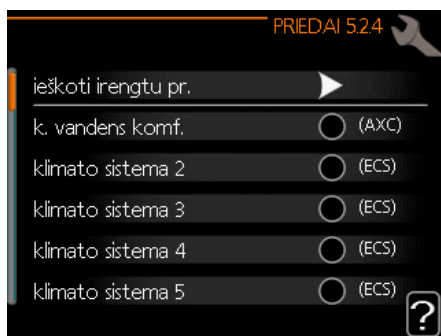 PRIEDAI 5.2.4
ieškoti irengtu pr.
k. vandens komf. (AXC)
klimato sistema 2 (ECS)
klimato sistema 3 (ECS)
klimato sistema 4 (ECS)
klimato sistema 5 (ECS)
?